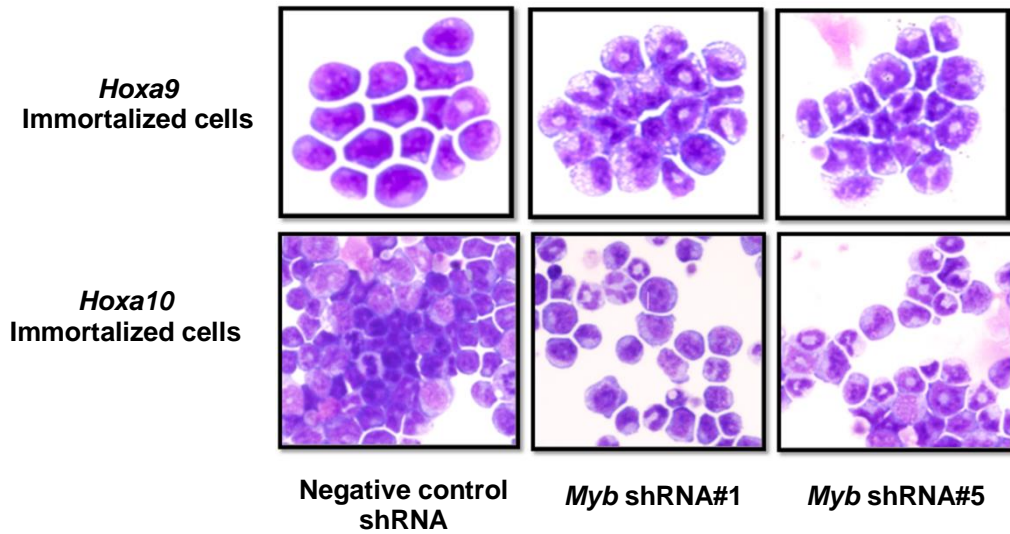 Hoxa9
Immortalized cells
Hoxa10
Immortalized cells
Negative control
shRNA
Myb shRNA#1
Myb shRNA#5